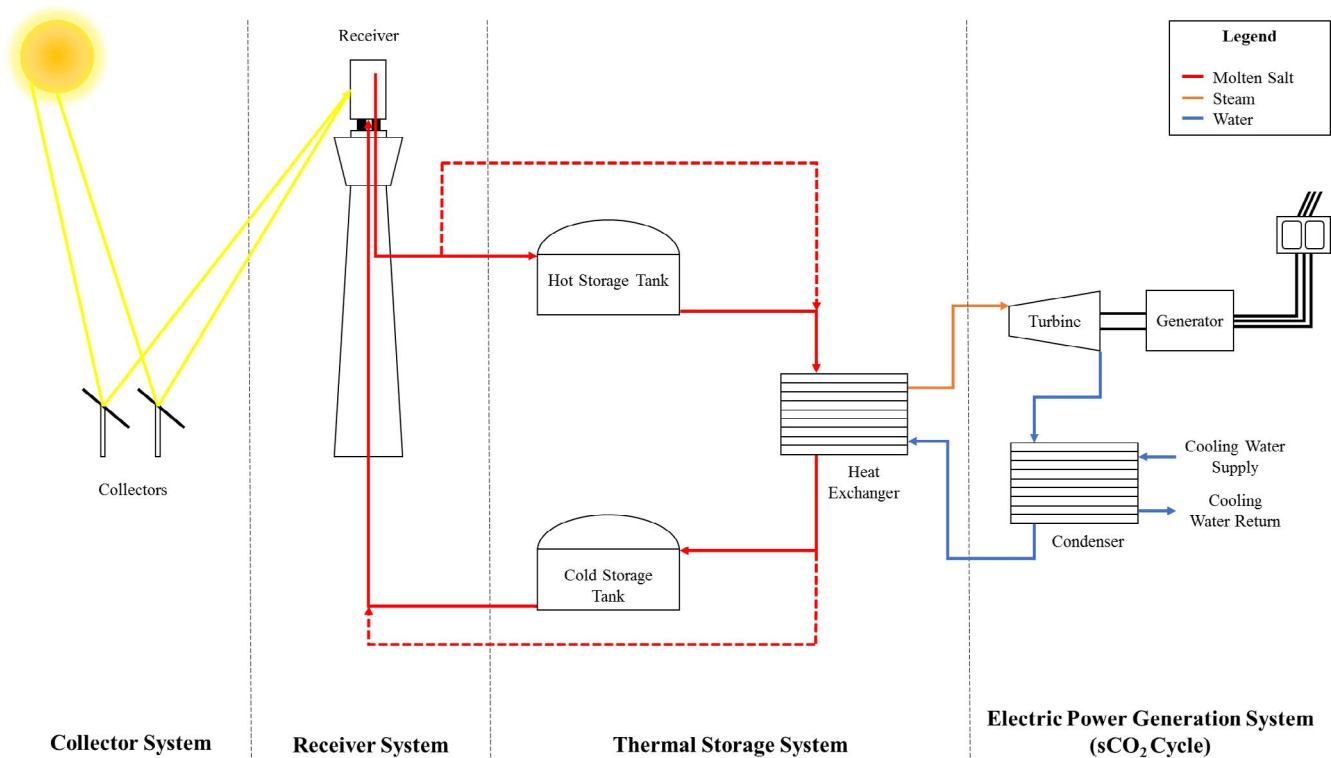 Receiver
Legend
Molten Salt
Steam
Water
Hot Storage Tank
Turbine
Generator
Collectors
Heat
Exchanger
Cooling Water
Supply
Cooling
Water Return
Condenser
Cold Storage
Tank
Collector System
Receiver System
Thermal Storage System
Electric Power Generation System
(sCO₂ Cycle)